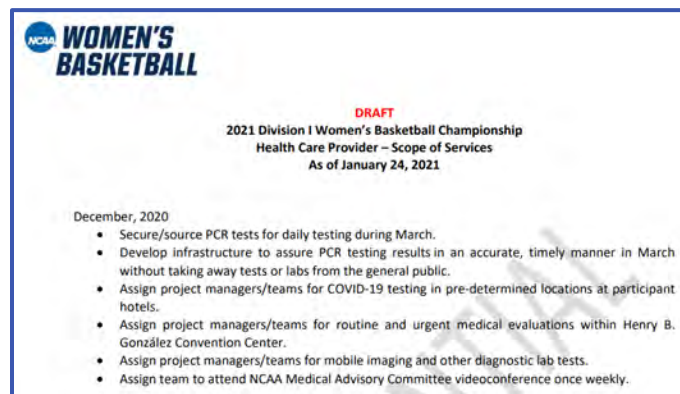 NCAA WOMEN'S
BASKETBALL
DRAFT
2021 Division I Women's Basketball Championship
Health Care Provider – Scope of Services
As of January 24, 2021
December, 2020
• Secure/source PCR tests for daily testing during March.
• Develop infrastructure to assure PCR testing results in an accurate, timely manner in March
without taking away tests or labs from the general public.
• Assign project managers/teams for COVID-19 testing in pre-determined locations at participant
hotels.
• Assign project managers/teams for routine and urgent medical evaluations within Henry B.
González Convention Center.
• Assign project managers/teams for mobile imaging and other diagnostic lab tests.
• Assign team to attend NCAA Medical Advisory Committee videoconference once weekly.